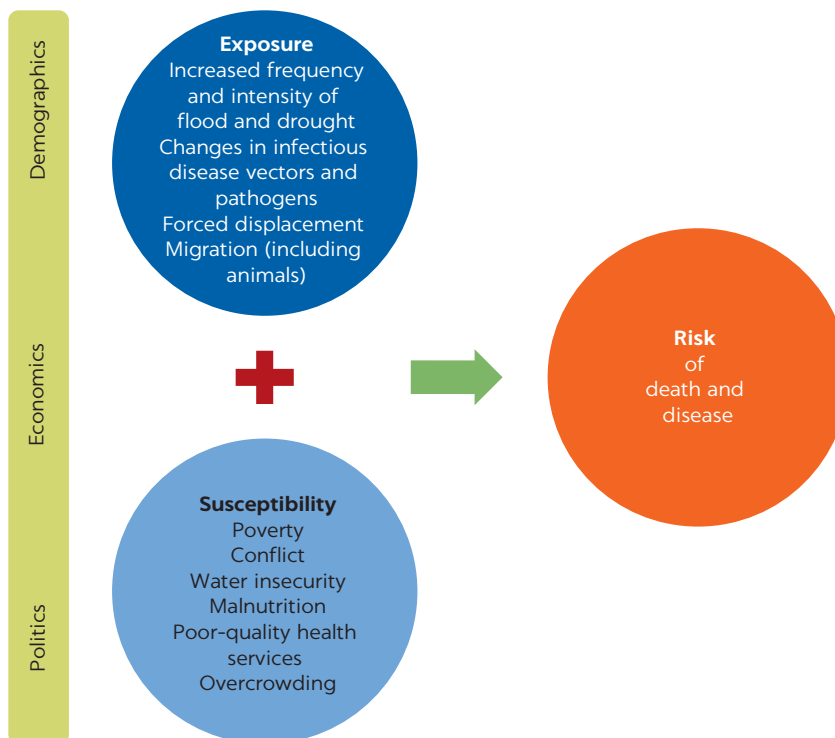 Demographics
Economics
Politics
Exposure
Increased frequency
and intensity of
flood and drought
Changes in infectious
disease vectors and
pathogens
Forced displacement
Migration (including
animals)
Susceptibility
Poverty
Conflict
Water insecurity
Malnutrition
Poor-quality health
services
Overcrowding
Risk
of
death and
disease